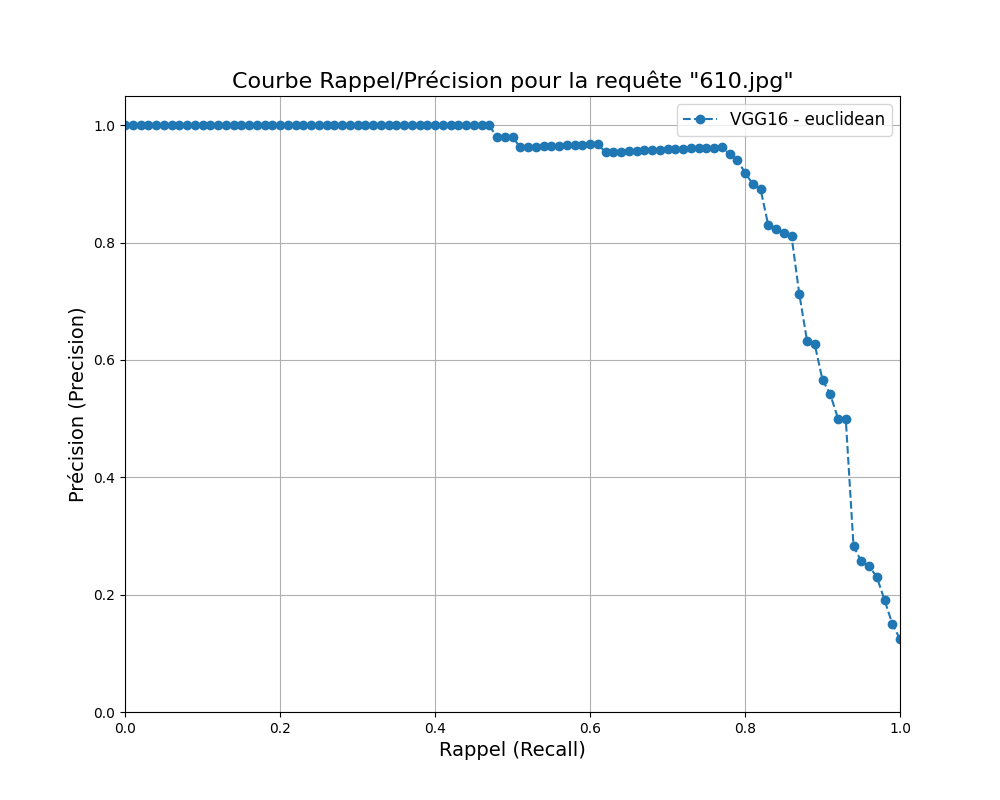 Courbe Rappel/Précision pour la requête "610.jpg"
VGG16 - euclidean
1.0
0.8
0.6
0.4
0.2
0.0
Précision (Precision)
0.0 0.2 0.4 0.6 0.8 1.0
Rappel (Recall)